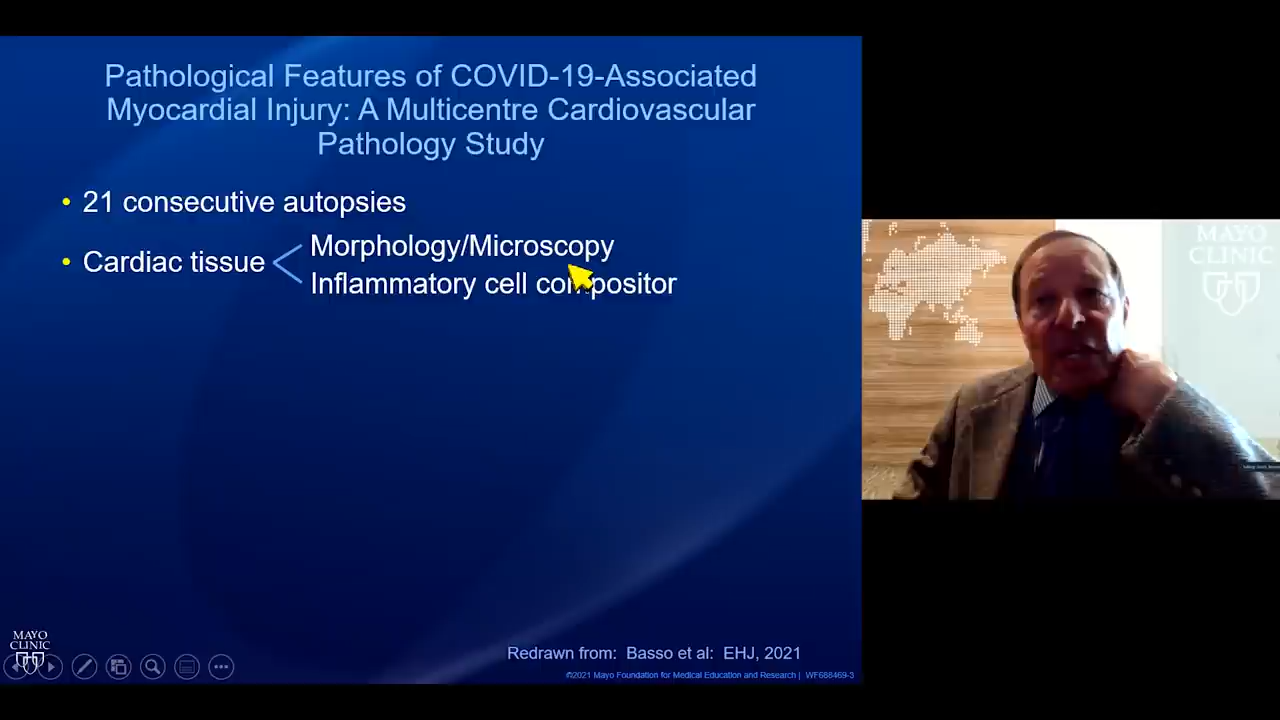 Pathological Features of COVID-19-Associated
Myocardial Injury: A Multicentre Cardiovascular
Pathology Study
• 21 consecutive autopsies
• Cardiac tissue
Morphology/Microscopy
Inflammatory cell compositor
MAYO
CLINIC
Redrawn from: Basso et al: EHJ, 2021
©2021 Mayo Foundation for Medical Education and Research | WF688469-3
MAYO
CLINIC